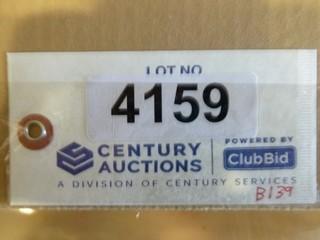 LOT NO
4159
CENTURY AUCTIONS
POWERED BY ClubBid
A DIVISION OF CENTURY SERVICES
B139